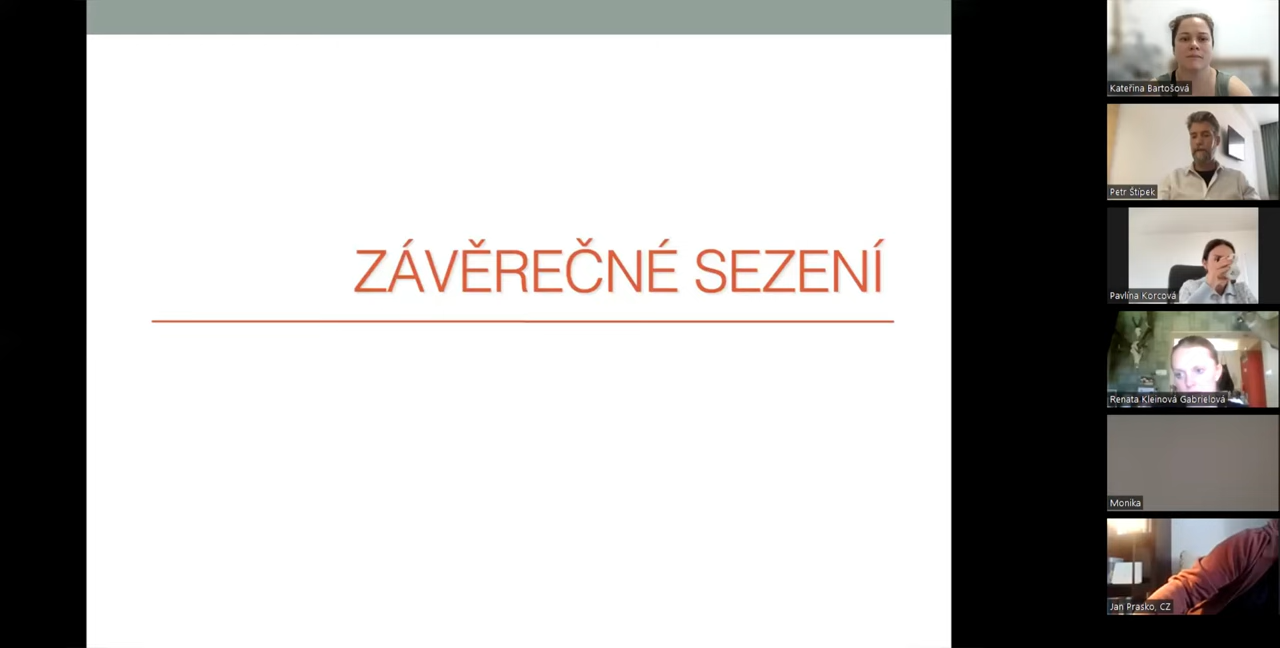 ZÁVĚREČNÉ SEZENÍ
Kateřina Bartošová
Petr Štípek
Pavlína Korcová
Renata Kleinová Gabrielová
Monika
Jan Prasko, CZ